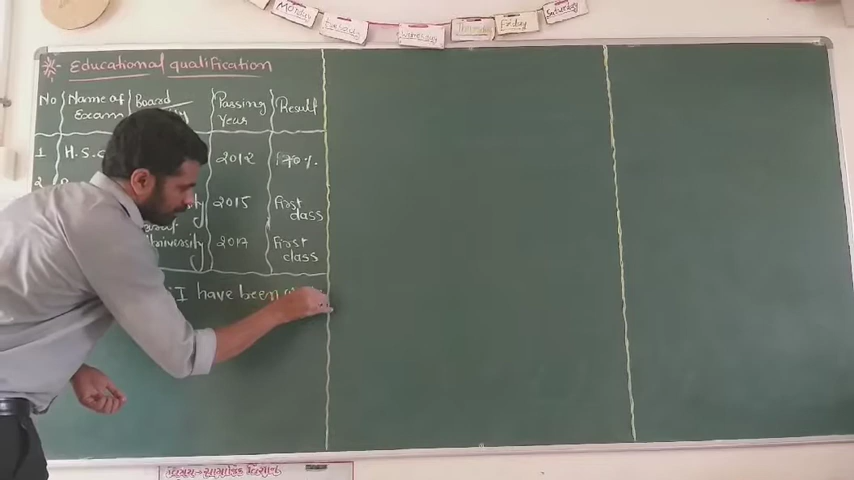 Monday Tuesday Wednesday Thursday Friday Saturday
Educational qualification
No Name of Exam Board Passing Year Result
1 H.S.C 2012 70%.
2 2015 First class
University 2017 First class
I have been